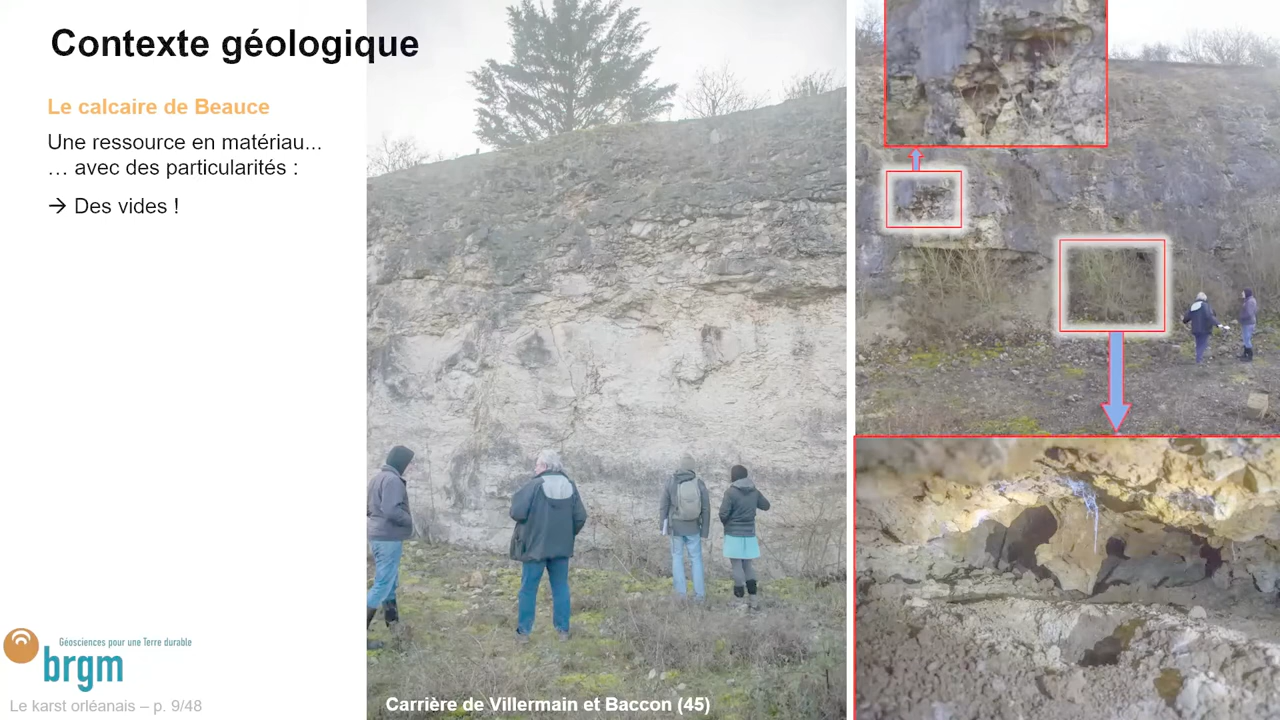 Contexte géologique
Le calcaire de Beauce
Une ressource en matériau...
… avec des particularités :
→ Des vides !
Géosciences pour une Terre durable
brgm
Le karst orléanais – p. 9/48
Carrière de Villermain et Baccon (45)